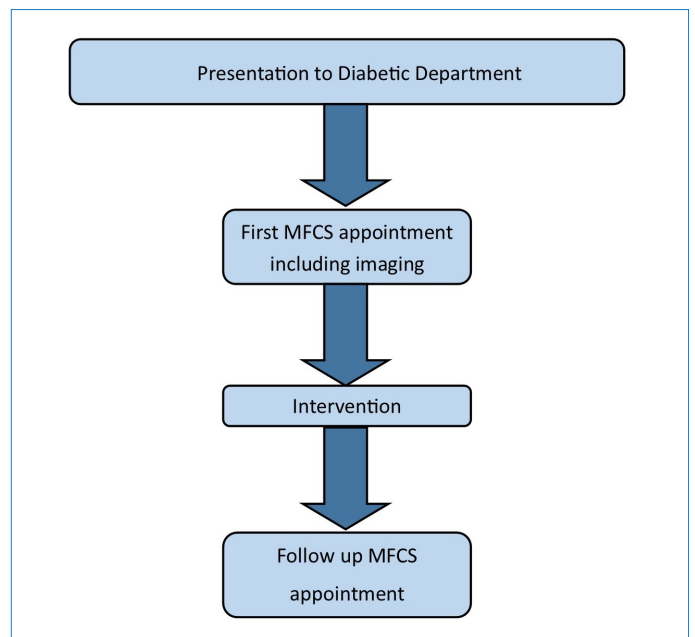 Presentation to Diabetic Department
First MFCS appointment
including imaging
Intervention
Follow up MFCS
appointment